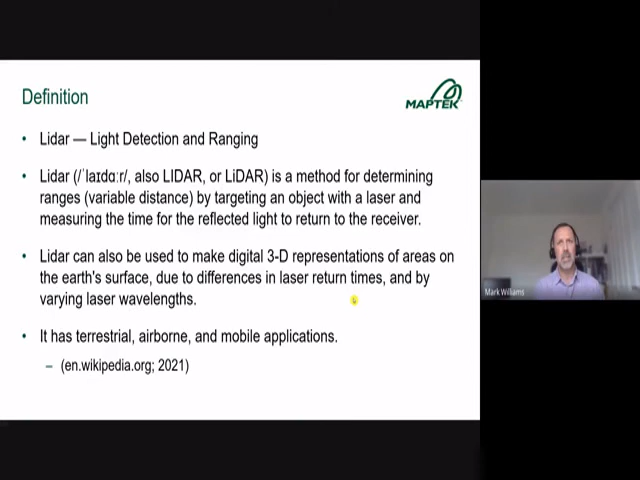 Definition
MAPTEK
• Lidar — Light Detection and Ranging
• Lidar (/ˈlaɪdɑːr/, also LIDAR, or LiDAR) is a method for determining
ranges (variable distance) by targeting an object with a laser and
measuring the time for the reflected light to return to the receiver.
• Lidar can also be used to make digital 3-D representations of areas on
the earth's surface, due to differences in laser return times, and by
varying laser wavelengths.
• It has terrestrial, airborne, and mobile applications.
– (en.wikipedia.org; 2021)
Mark Williams